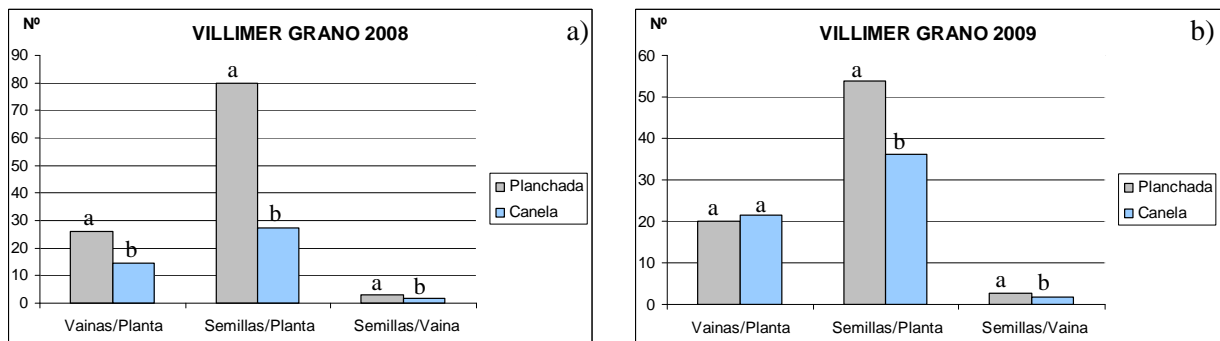 Nº
VILLIMER GRANO 2008
a)
90
80
70
60
50
40
30
20
10
0
a
b
a
b
a
b
Vainas/Planta
Semillas/Planta
Semillas/Vaina
Planchada
Canela
Nº
VILLIMER GRANO 2009
b)
60
50
40
30
20
10
0
a
a
a
b
a
b
Vainas/Planta
Semillas/Planta
Semillas/Vaina
Planchada
Canela